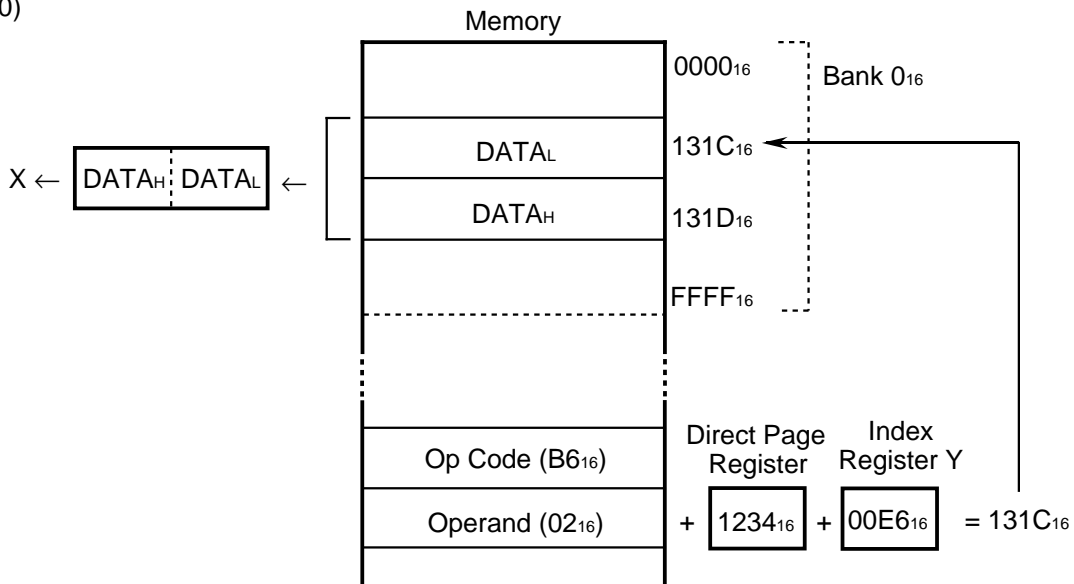 0)
Memory
0000₁₆
Bank 0₁₆
DATAL
131C₁₆
X ← DATAH DATAL ←
DATAH
131D₁₆
FFFF₁₆
Direct Page Register
Index Register Y
Op Code (B6₁₆)
Operand (02₁₆) + 1234₁₆ + 00E6₁₆ = 131C₁₆